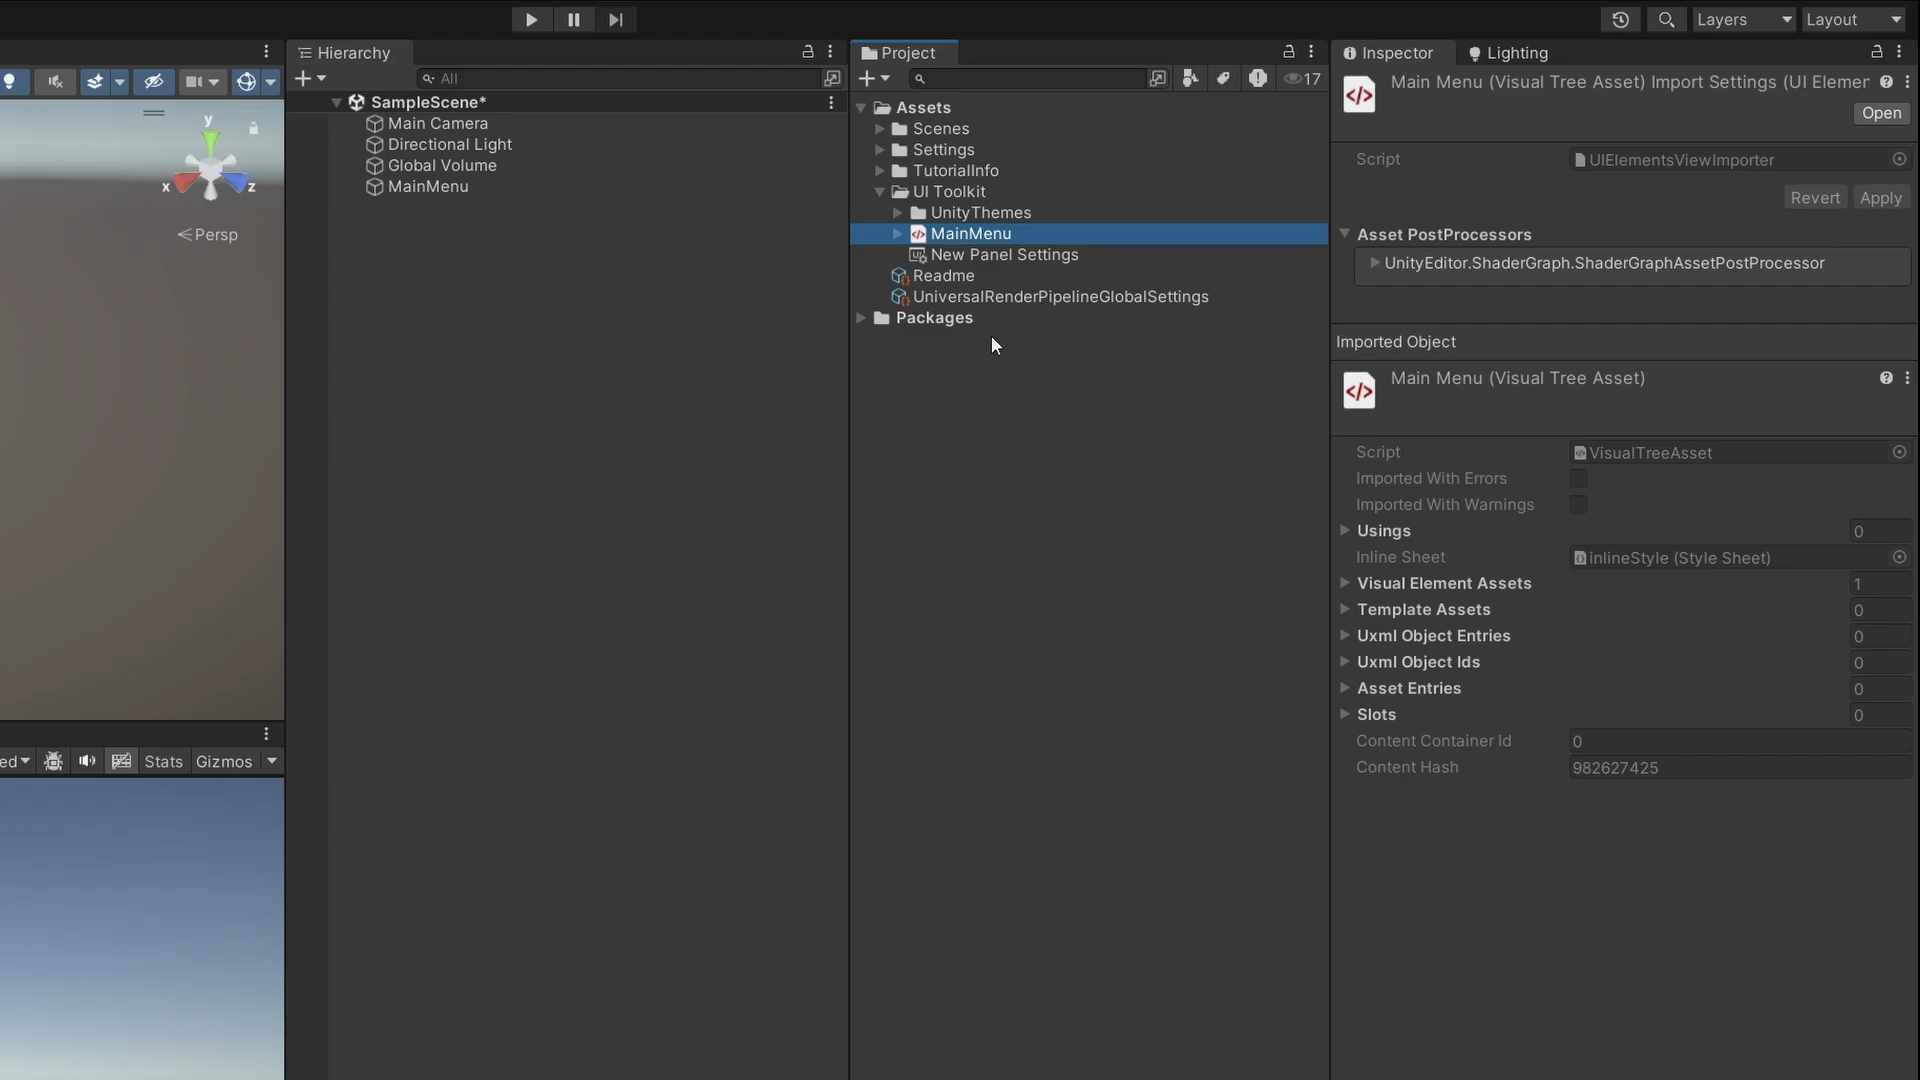 Layers
Layout
Hierarchy
Project
Inspector
Lighting
All
17
Main Menu (Visual Tree Asset) Import Settings (UI Elemer
Open
SampleScene*
Main Camera
Directional Light
Global Volume
MainMenu
Assets
Scenes
Settings
TutorialInfo
UI Toolkit
UnityThemes
MainMenu
New Panel Settings
Readme
UniversalRenderPipelineGlobalSettings
Packages
y
x
z
Persp
Script
UIElementsViewImporter
Revert
Apply
Asset PostProcessors
UnityEditor.ShaderGraph.ShaderGraphAssetPostProcessor
Imported Object
Main Menu (Visual Tree Asset)
Script
VisualTreeAsset
Imported With Errors
Imported With Warnings
Usings
0
Inline Sheet
inlineStyle (Style Sheet)
Visual Element Assets
1
Template Assets
0
Uxml Object Entries
0
Uxml Object Ids
0
Asset Entries
0
Slots
0
Content Container Id
0
Content Hash
982627425
ed
Stats
Gizmos